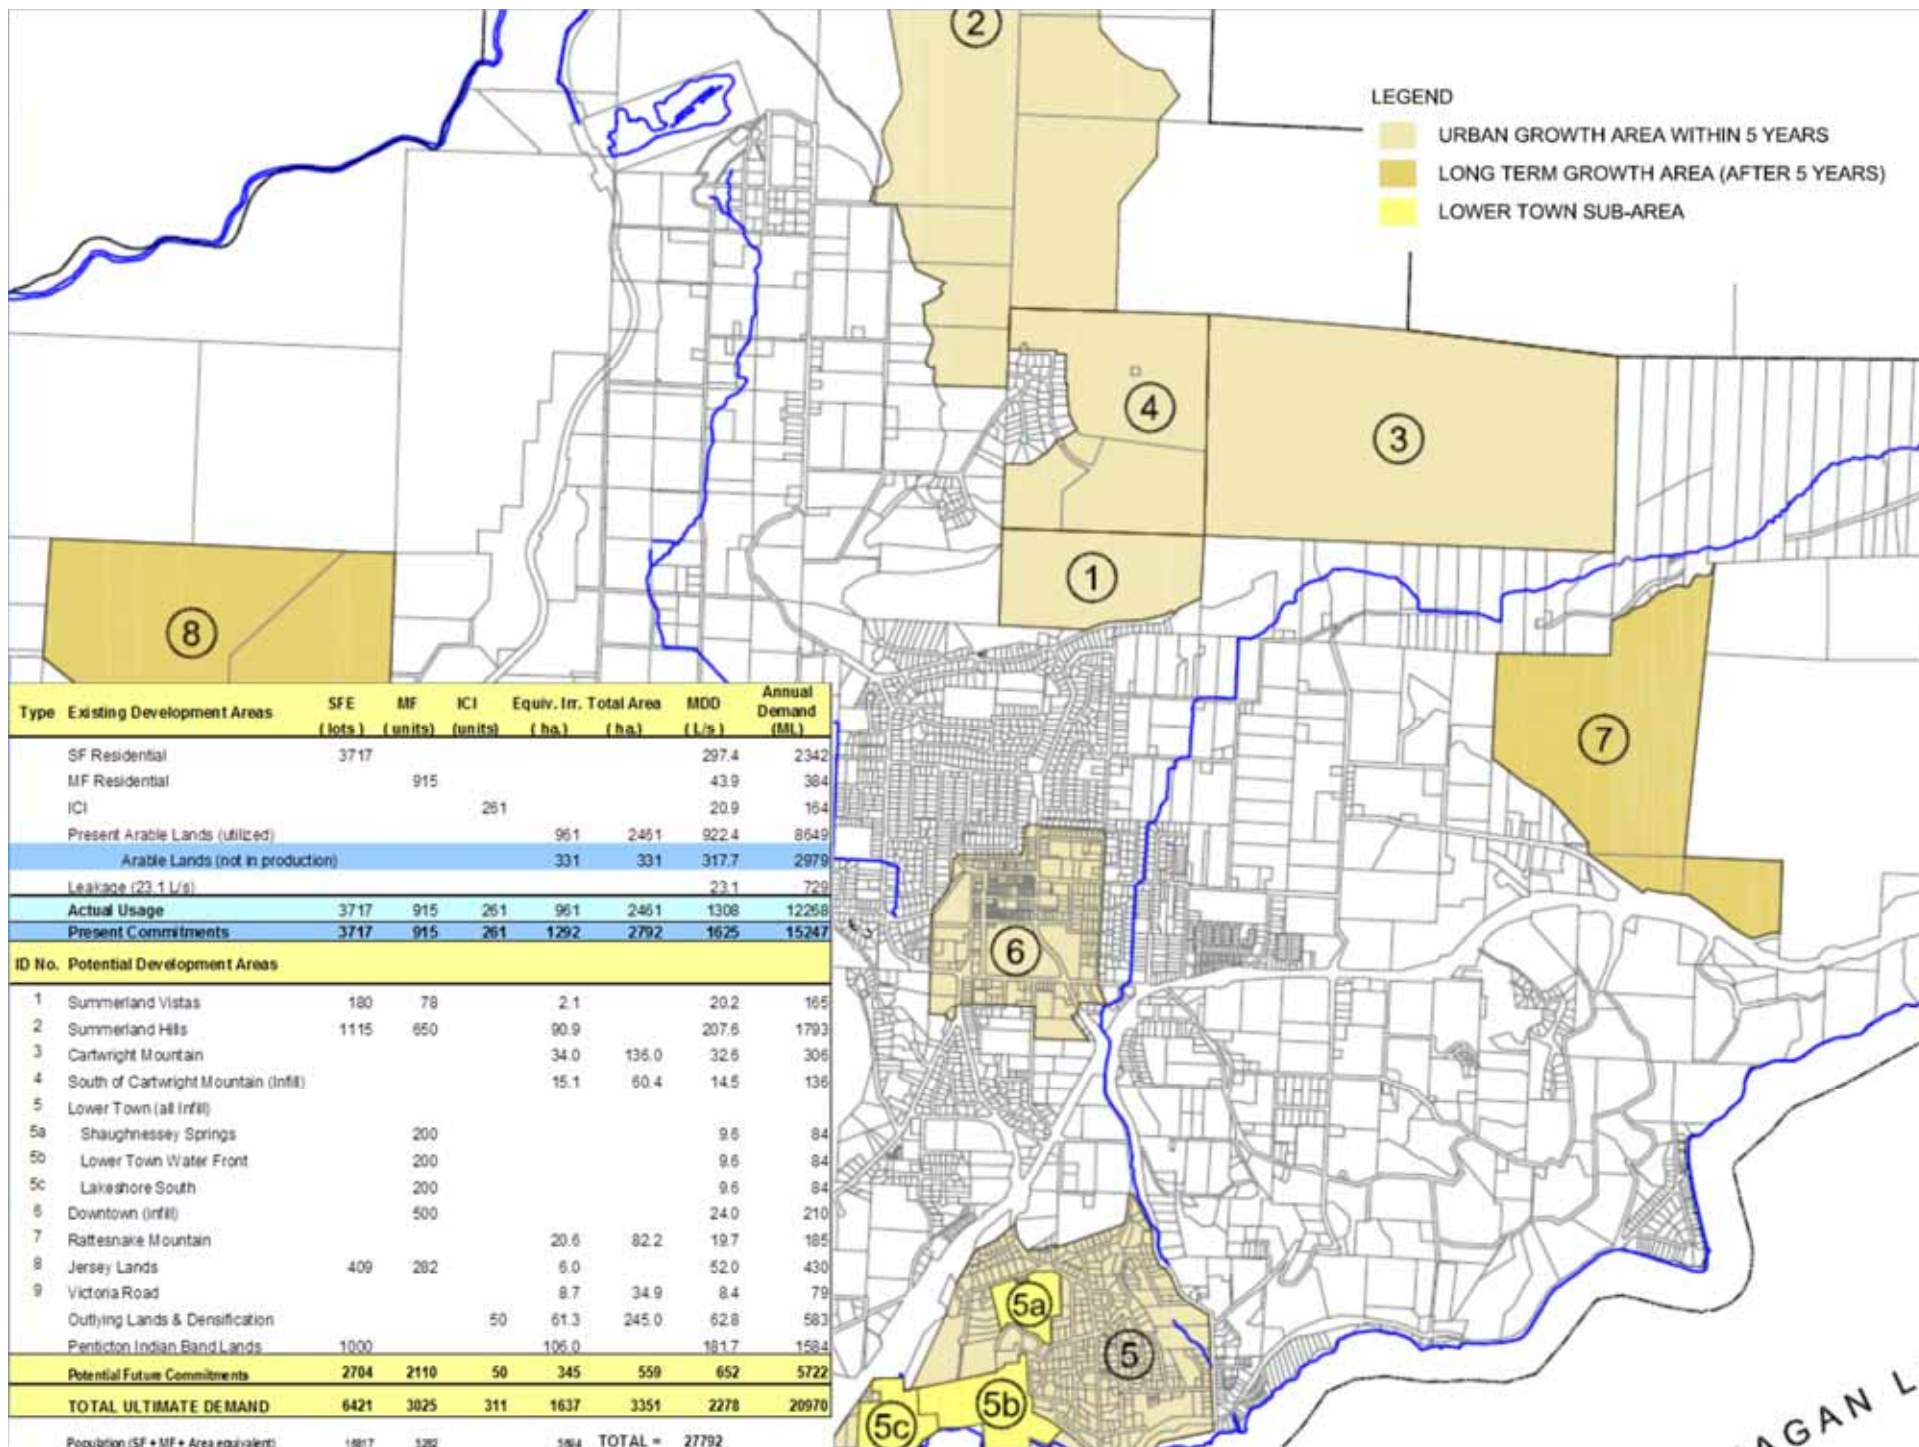 2
LEGEND
URBAN GROWTH AREA WITHIN 5 YEARS
LONG TERM GROWTH AREA (AFTER 5 YEARS)
LOWER TOWN SUB-AREA
4
3
1
8
7
6
5a
5
5b
5c
AGAN L
Type Existing Development Areas SFE (lots) MF (units) ICI (units) Equiv. Irr. (ha.) Total Area (ha.) MDD (L/s) Annual Demand (ML)
SF Residential 3717 297.4 2342
MF Residential 915 43.9 384
ICI 261 20.9 164
Present Arable Lands (utilized) 961 2461 922.4 8649
Arable Lands (not in production) 331 331 317.7 2979
Leakage (23.1 L/s) 23.1 729
Actual Usage 3717 915 261 961 2461 1308 12268
Present Commitments 3717 915 261 1292 2792 1625 15247
ID No. Potential Development Areas
1 Summerland Vistas 180 78 2.1 20.2 165
2 Summerland Hills 1115 650 90.9 207.6 1793
3 Cartwright Mountain 34.0 136.0 32.6 306
4 South of Cartwright Mountain (Infill) 15.1 60.4 14.5 136
5 Lower Town (all Infill)
5a Shaughnessey Springs 200 9.6 84
5b Lower Town Water Front 200 9.6 84
5c Lakeshore South 200 9.6 84
6 Downtown (Infill) 500 24.0 210
7 Rattesnake Mountain 20.6 82.2 19.7 185
8 Jersey Lands 409 282 6.0 52.0 430
9 Victoria Road 8.7 34.9 8.4 79
Outlying Lands & Densification 50 61.3 245.0 62.8 583
Penticton Indian Band Lands 1000 106.0 181.7 1584
Potential Future Commitments 2704 2110 50 345 559 652 5722
TOTAL ULTIMATE DEMAND 6421 3025 311 1637 3351 2278 20970
Population (SF + MF + Area equivalent) TOTAL = 27792